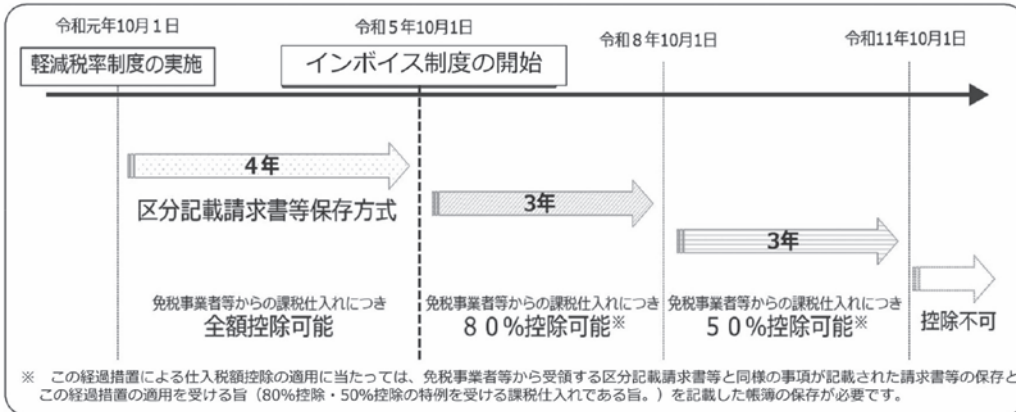 令和元年10月1日
令和5年10月1日
令和8年10月1日
令和11年10月1日
軽減税率制度の実施
インボイス制度の開始
4年
区分記載請求書等保存方式
3年
3年
免税事業者等からの課税仕入れにつき
全額控除可能
免税事業者等からの課税仕入れにつき
80%控除可能※
免税事業者等からの課税仕入れにつき
50%控除可能※
控除不可
※ この経過措置による仕入税額控除の適用に当たっては、免税事業者等から受領する区分記載請求書等と同様の事項が記載された請求書等の保存と
この経過措置の適用を受ける旨（80%控除・50%控除の特例を受ける課税仕入れである旨。）を記載した帳簿の保存が必要です。